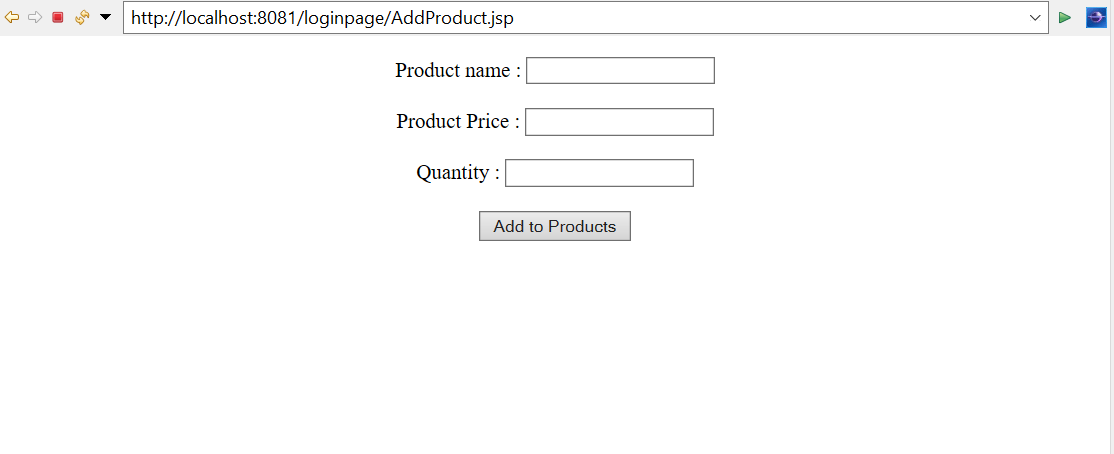 http://localhost:8081/loginpage/AddProduct.jsp
Product name :
Product Price :
Quantity :
Add to Products